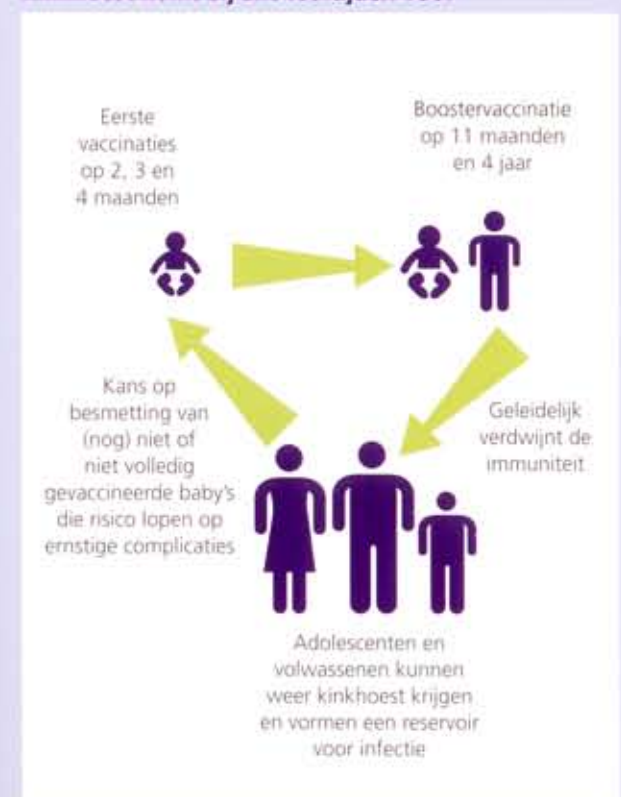 Eerste
vaccinaties
op 2, 3 en
4 maanden
Boostervaccinatie
op 11 maanden
en 4 jaar
Geleidelijk
verdwijnt de
immuniteit
Adolescenten en
volwassenen kunnen
weer kinkhoest krijgen
en vormen een reservoir
voor infectie
Kans op
besmetting van
(nog) niet of
niet volledig
gevaccineerde baby's
die risico lopen op
ernstige complicaties